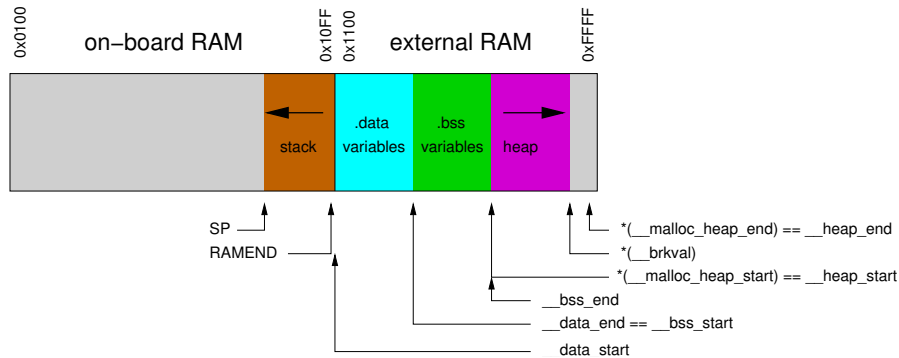 0x0100
on−board RAM
0x10FF
0x1100
external RAM
0xFFFF
stack
.data
variables
.bss
variables
heap
SP
RAMEND
*(__malloc_heap_end) == __heap_end
*(__brkval)
*(__malloc_heap_start) == __heap_start
__bss_end
__data_end == __bss_start
__data_start